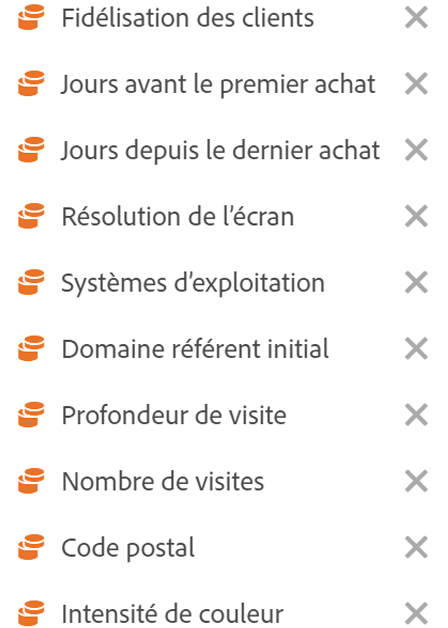 Fidélisation des clients
Jours avant le premier achat
Jours depuis le dernier achat
Résolution de l’écran
Systèmes d’exploitation
Domaine référent initial
Profondeur de visite
Nombre de visites
Code postal
Intensité de couleur